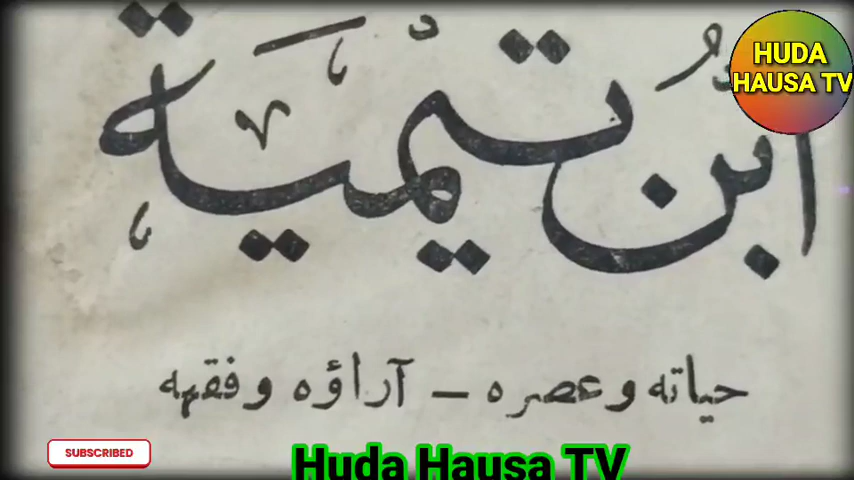 HUDA
HAUSA TV
ابن تيمية
حياته وعصره – آراؤه وفقهه
SUBSCRIBED
Huda Hausa TV